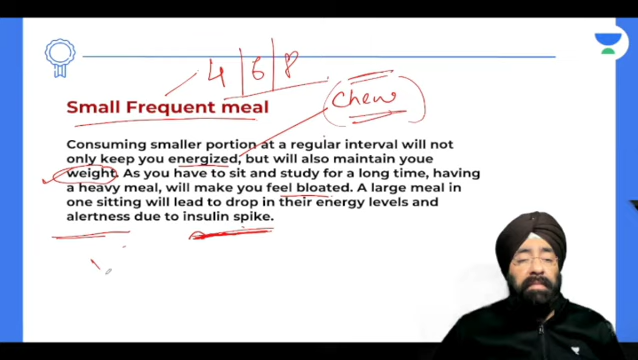 4 | 6 | 8
Small Frequent meal
chew
Consuming smaller portion at a regular interval will not
only keep you energized, but will also maintain youe
weight. As you have to sit and study for a long time, having
a heavy meal, will make you feel bloated. A large meal in
one sitting will lead to drop in their energy levels and
alertness due to insulin spike.